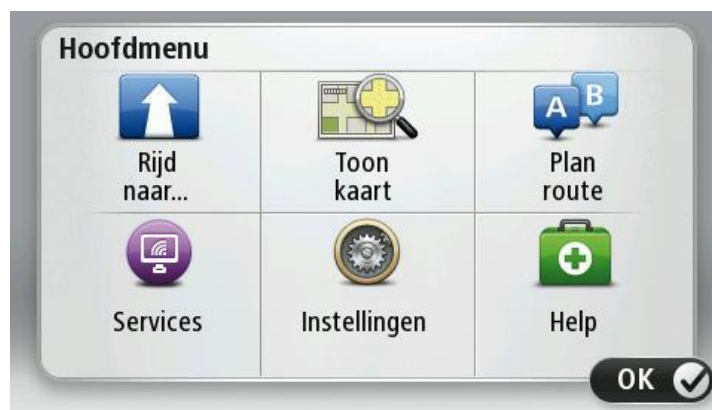 Hoofdmenu
Rijd
naar...
Toon
kaart
A B
Plan
route
Services
Instellingen
Help
OK